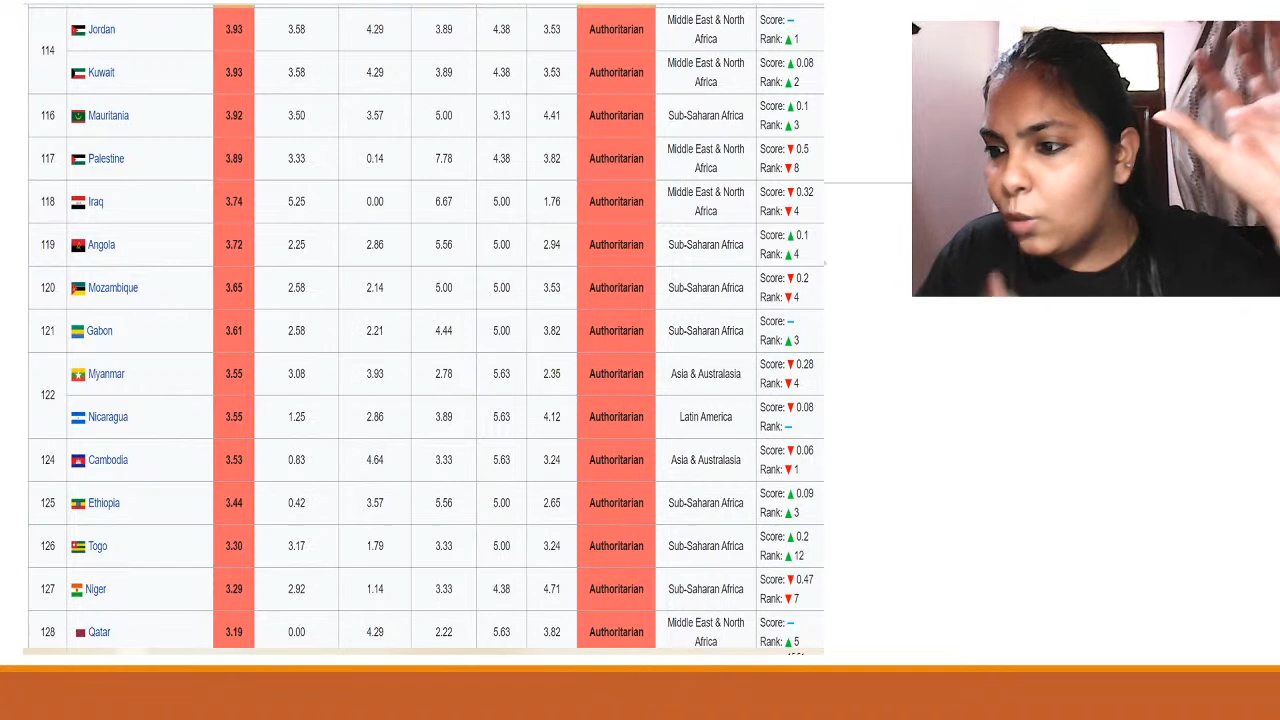 114 Jordan 3.93 3.58 4.29 3.89 4.38 3.53 Authoritarian Middle East & North Africa Score: Rank: ▲ 1
Kuwait 3.93 3.58 4.29 3.89 4.38 3.53 Authoritarian Middle East & North Africa Score: ▲ 0.08 Rank: ▲ 2
116 Mauritania 3.92 3.50 3.57 5.00 3.13 4.41 Authoritarian Sub-Saharan Africa Score: ▲ 0.1 Rank: ▲ 3
117 Palestine 3.89 3.33 0.14 7.78 4.38 3.82 Authoritarian Middle East & North Africa Score: ▼ 0.5 Rank: ▼ 8
118 Iraq 3.74 5.25 0.00 6.67 5.00 1.76 Authoritarian Middle East & North Africa Score: ▼ 0.32 Rank: ▼ 4
119 Angola 3.72 2.25 2.86 5.56 5.00 2.94 Authoritarian Sub-Saharan Africa Score: ▲ 0.1 Rank: ▲ 4
120 Mozambique 3.65 2.58 2.14 5.00 5.00 3.53 Authoritarian Sub-Saharan Africa Score: ▼ 0.2 Rank: ▼ 4
121 Gabon 3.61 2.58 2.21 4.44 5.00 3.82 Authoritarian Sub-Saharan Africa Score: Rank: ▲ 3
122 Myanmar 3.55 3.08 3.93 2.78 5.63 2.35 Authoritarian Asia & Australasia Score: ▼ 0.28 Rank: ▼ 4
Nicaragua 3.55 1.25 2.86 3.89 5.63 4.12 Authoritarian Latin America Score: ▼ 0.08 Rank:
124 Cambodia 3.53 0.83 4.64 3.33 5.63 3.24 Authoritarian Asia & Australasia Score: ▼ 0.06 Rank: ▼ 1
125 Ethiopia 3.44 0.42 3.57 5.56 5.00 2.65 Authoritarian Sub-Saharan Africa Score: ▲ 0.09 Rank: ▲ 3
126 Togo 3.30 3.17 1.79 3.33 5.00 3.24 Authoritarian Sub-Saharan Africa Score: ▲ 0.2 Rank: ▲ 12
127 Niger 3.29 2.92 1.14 3.33 4.38 4.71 Authoritarian Sub-Saharan Africa Score: ▼ 0.47 Rank: ▼ 7
128 Qatar 3.19 0.00 4.29 2.22 5.63 3.82 Authoritarian Middle East & North Africa Score: Rank: ▲ 5